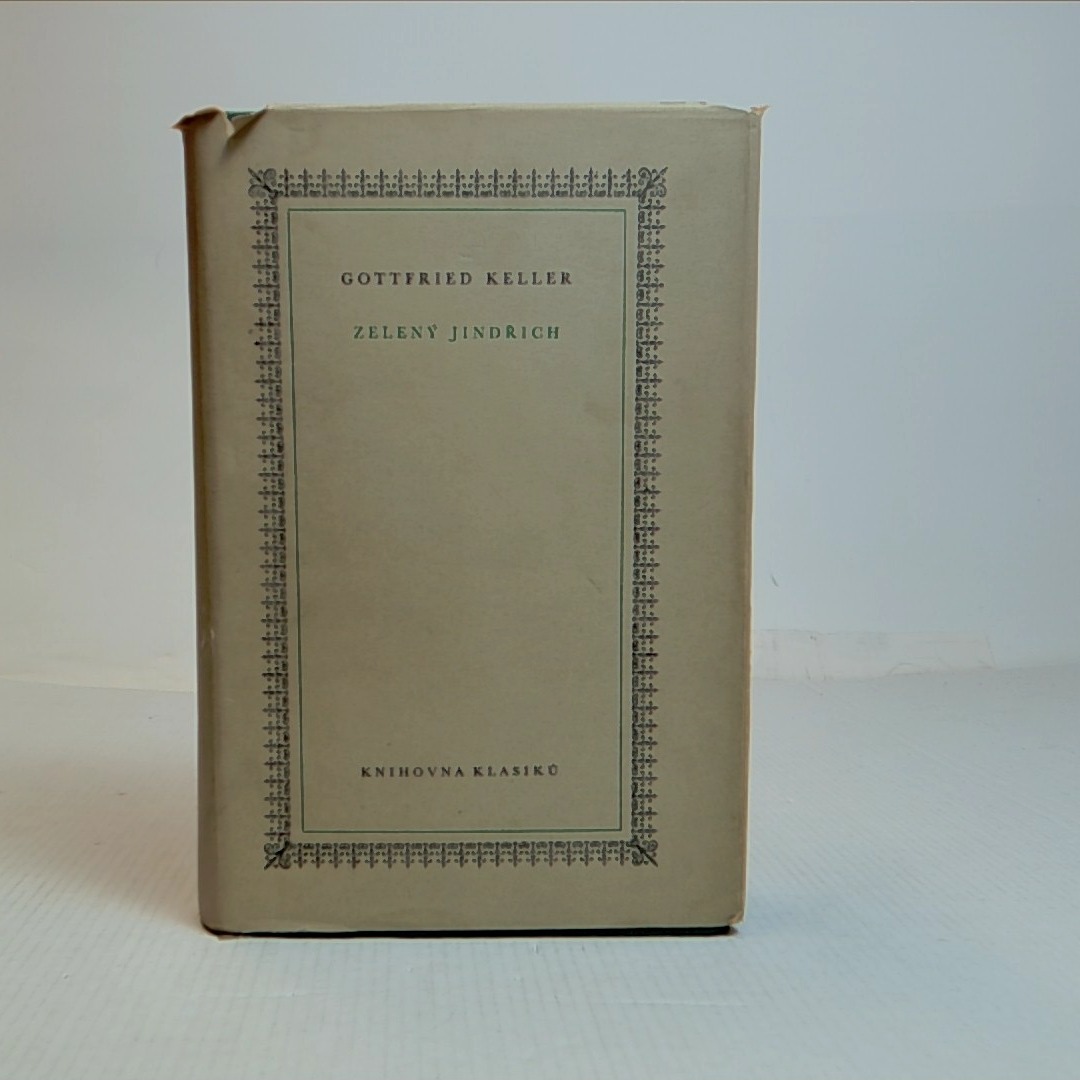 GOTTFRIED KELLER
ZELENÝ JINDŘICH
KNIHOVNA KLASIKŮ